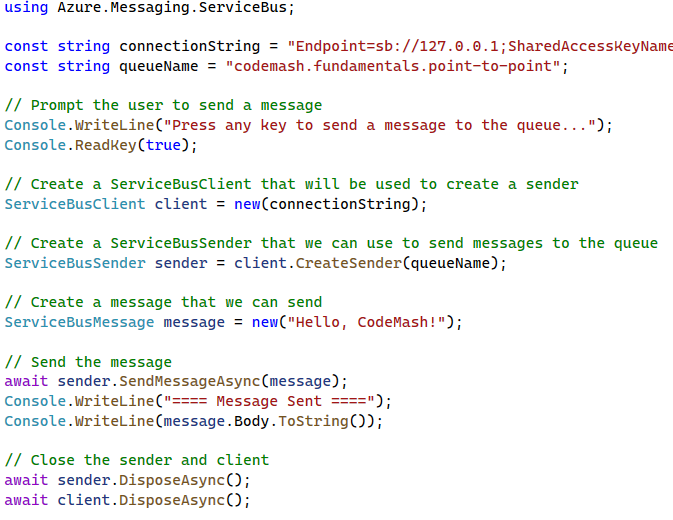 using Azure.Messaging.ServiceBus;
const string connectionString = "Endpoint=sb://127.0.0.1;SharedAccessKeyName
const string queueName = "codemash.fundamentals.point-to-point";
// Prompt the user to send a message
Console.WriteLine("Press any key to send a message to the queue...");
Console.ReadKey(true);
// Create a ServiceBusClient that will be used to create a sender
ServiceBusClient client = new(connectionString);
// Create a ServiceBusSender that we can use to send messages to the queue
ServiceBusSender sender = client.CreateSender(queueName);
// Create a message that we can send
ServiceBusMessage message = new("Hello, CodeMash!");
// Send the message
await sender.SendMessageAsync(message);
Console.WriteLine("==== Message Sent ====");
Console.WriteLine(message.Body.ToString());
// Close the sender and client
await sender.DisposeAsync();
await client.DisposeAsync();